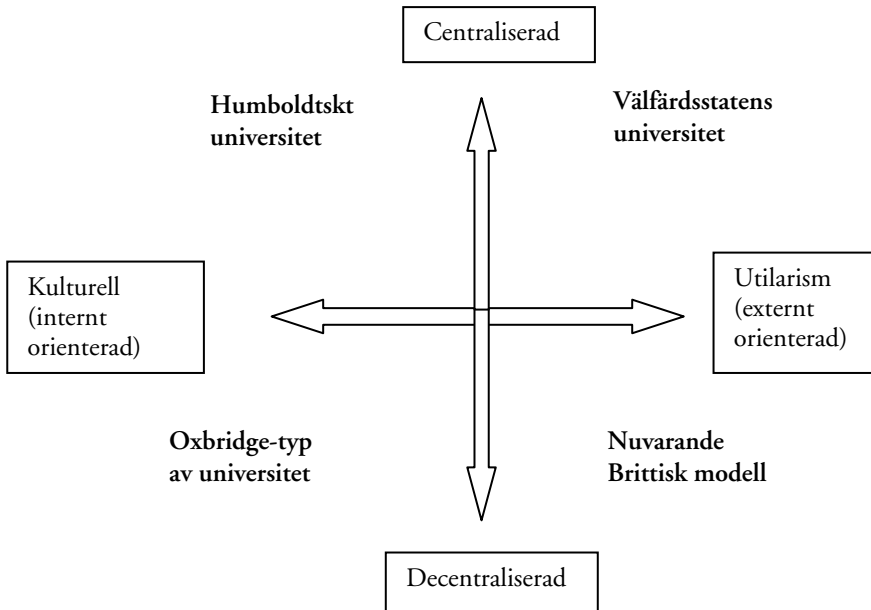 Centraliserad
Humboldtskt
universitet
Välfärdsstatens
universitet
Kulturell
(internt
orienterad)
Utilarism
(externt
orienterad)
Oxbridge-typ
av universitet
Nuvarande
Brittisk modell
Decentraliserad